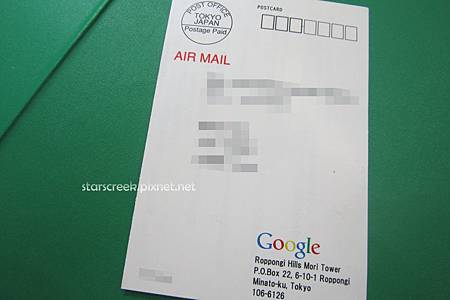 POST OFFICE
TOKYO
JAPAN
Postage Paid
POSTCARD
AIR MAIL
starscreek.pixnet.net
Google
Roppongi Hills Mori Tower
P.O.Box 22, 6-10-1 Roppongi
Minato-ku, Tokyo
106-6126